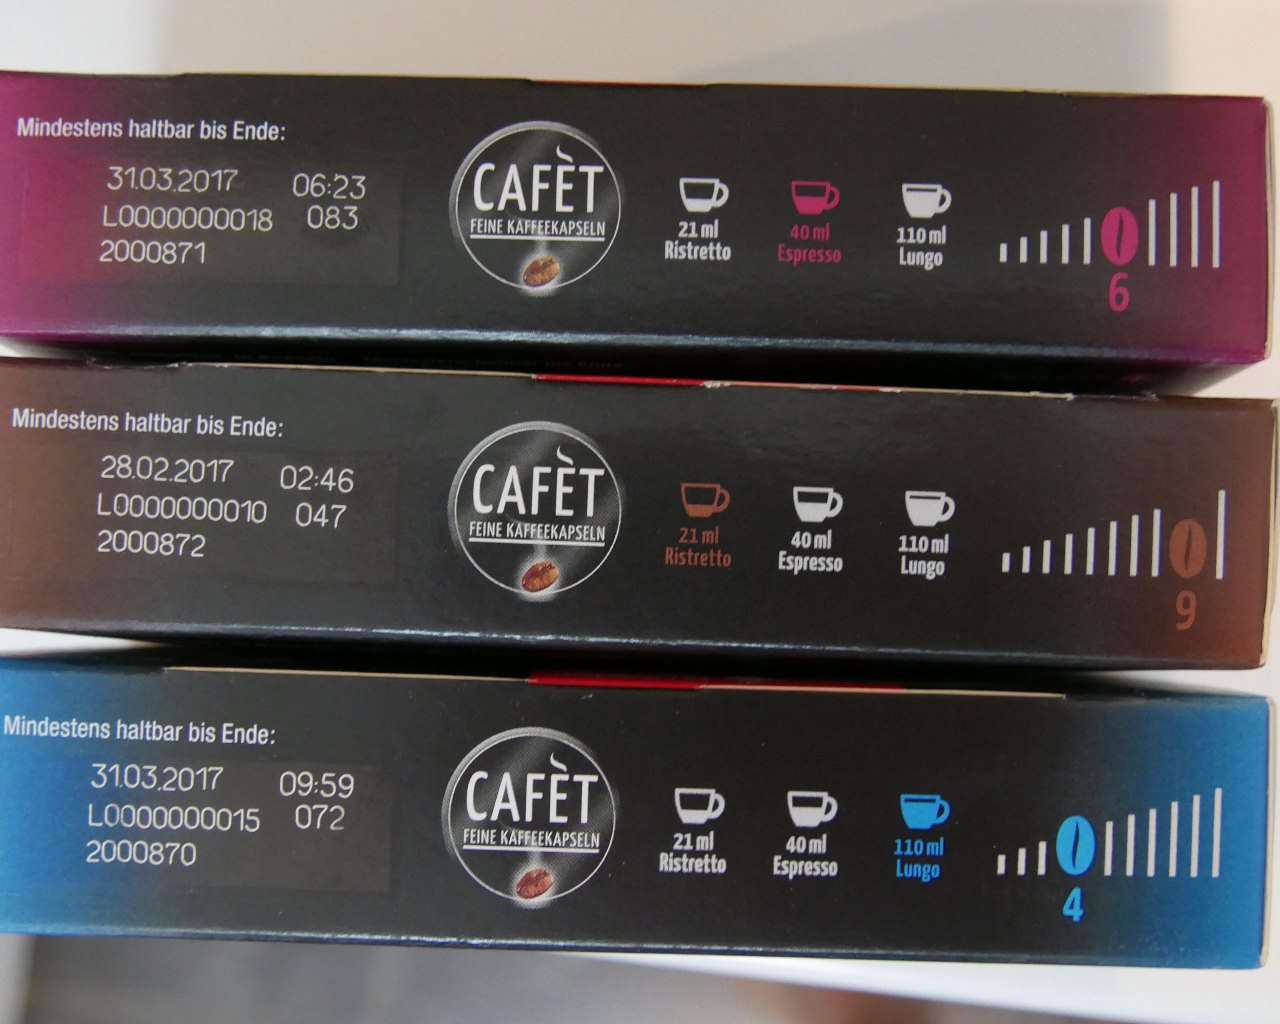 Mindestens haltbar bis Ende:
31.03.2017 06:23
L0000000018 083
2000871
CAFÈT
FEINE KAFFEEKAPSELN
21 ml
Ristretto
40 ml
Espresso
110 ml
Lungo
6
Mindestens haltbar bis Ende:
28.02.2017 02:46
L0000000010 047
2000872
CAFÈT
FEINE KAFFEEKAPSELN
21 ml
Ristretto
40 ml
Espresso
110 ml
Lungo
9
Mindestens haltbar bis Ende:
31.03.2017 09:59
L0000000015 072
2000870
CAFÈT
FEINE KAFFEEKAPSELN
21 ml
Ristretto
40 ml
Espresso
110 ml
Lungo
4